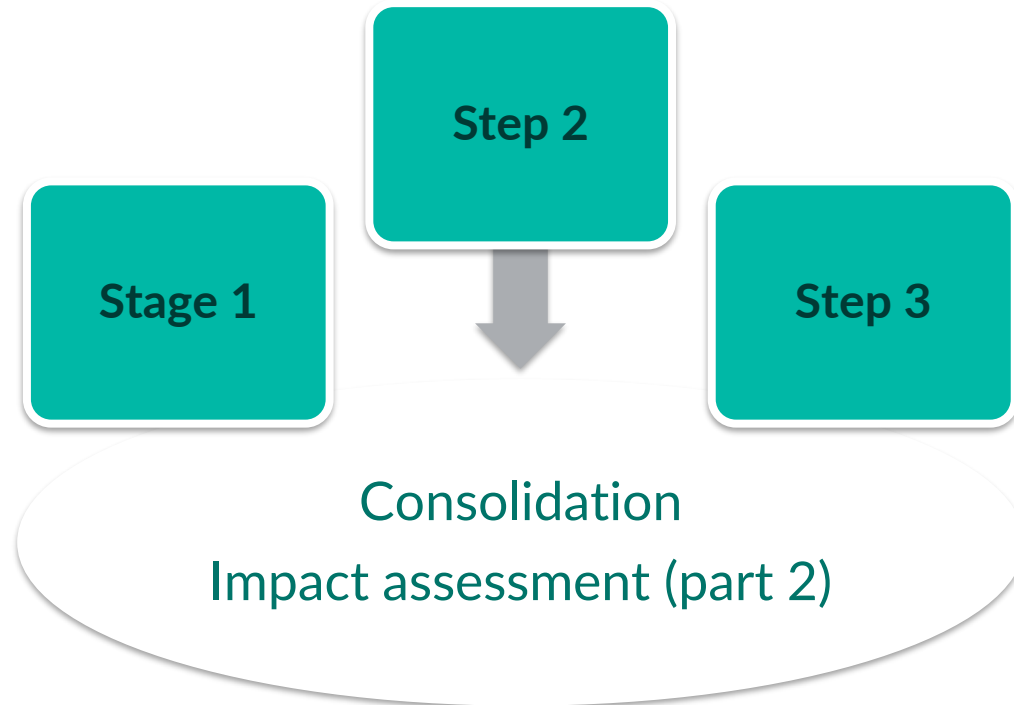 Stage 1
Step 2
Step 3
Consolidation
Impact assessment (part 2)